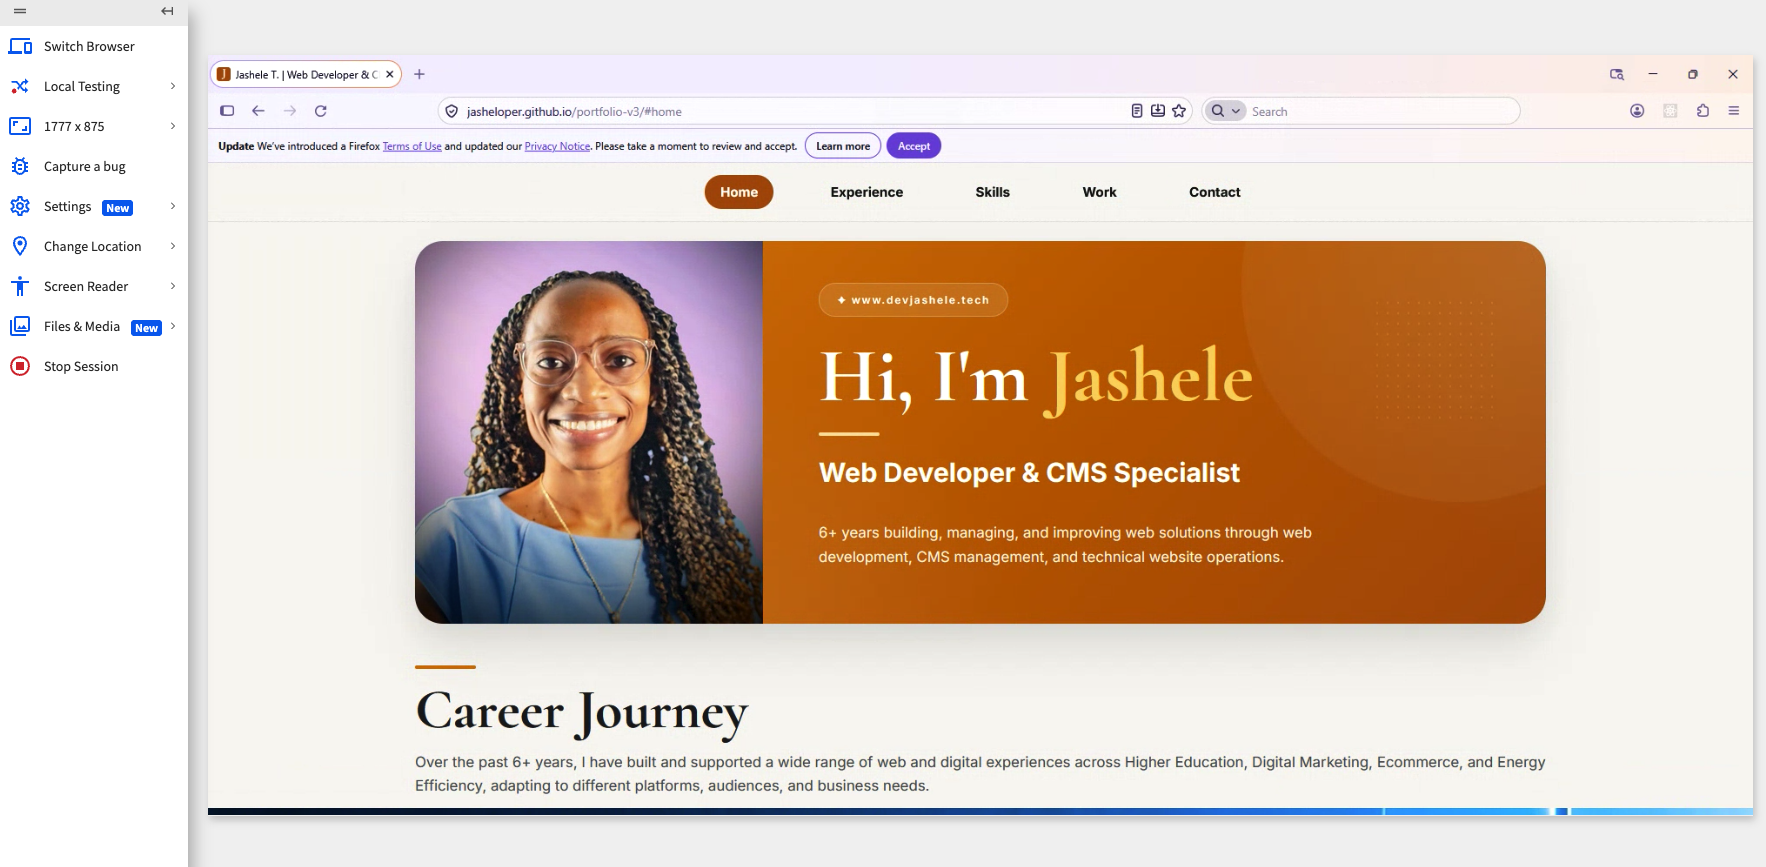 Switch Browser
Local Testing
1777 x 875
Capture a bug
Settings New
Change Location
Screen Reader
Files & Media New
Stop Session
Jashele T. | Web Developer & C
jasheloper.github.io/portfolio-v3/#home
Search
Update We've introduced a Firefox Terms of Use and updated our Privacy Notice. Please take a moment to review and accept. Learn more Accept
Home Experience Skills Work Contact
✦ www.devjashele.tech
Hi, I'm Jashele
Web Developer & CMS Specialist
6+ years building, managing, and improving web solutions through web
development, CMS management, and technical website operations.
Career Journey
Over the past 6+ years, I have built and supported a wide range of web and digital experiences across Higher Education, Digital Marketing, Ecommerce, and Energy
Efficiency, adapting to different platforms, audiences, and business needs.